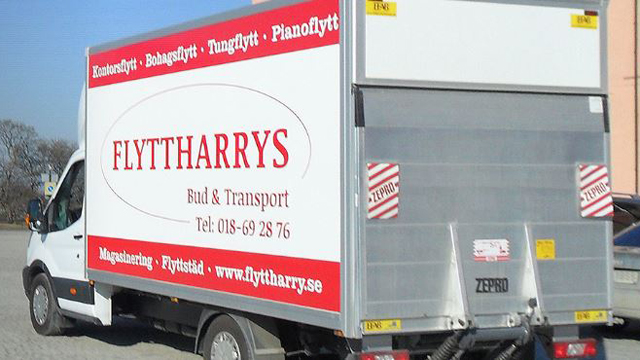 Kontorsflytt · Bohagsflytt · Tungflytt · Pianoflytt
FLYTTHARRYS
Bud & Transport
Tel: 018-69 28 76
Magasinering · Flyttstäd · www.flyttharry.se
ZEPRO
ZEPRO
ZEPRO